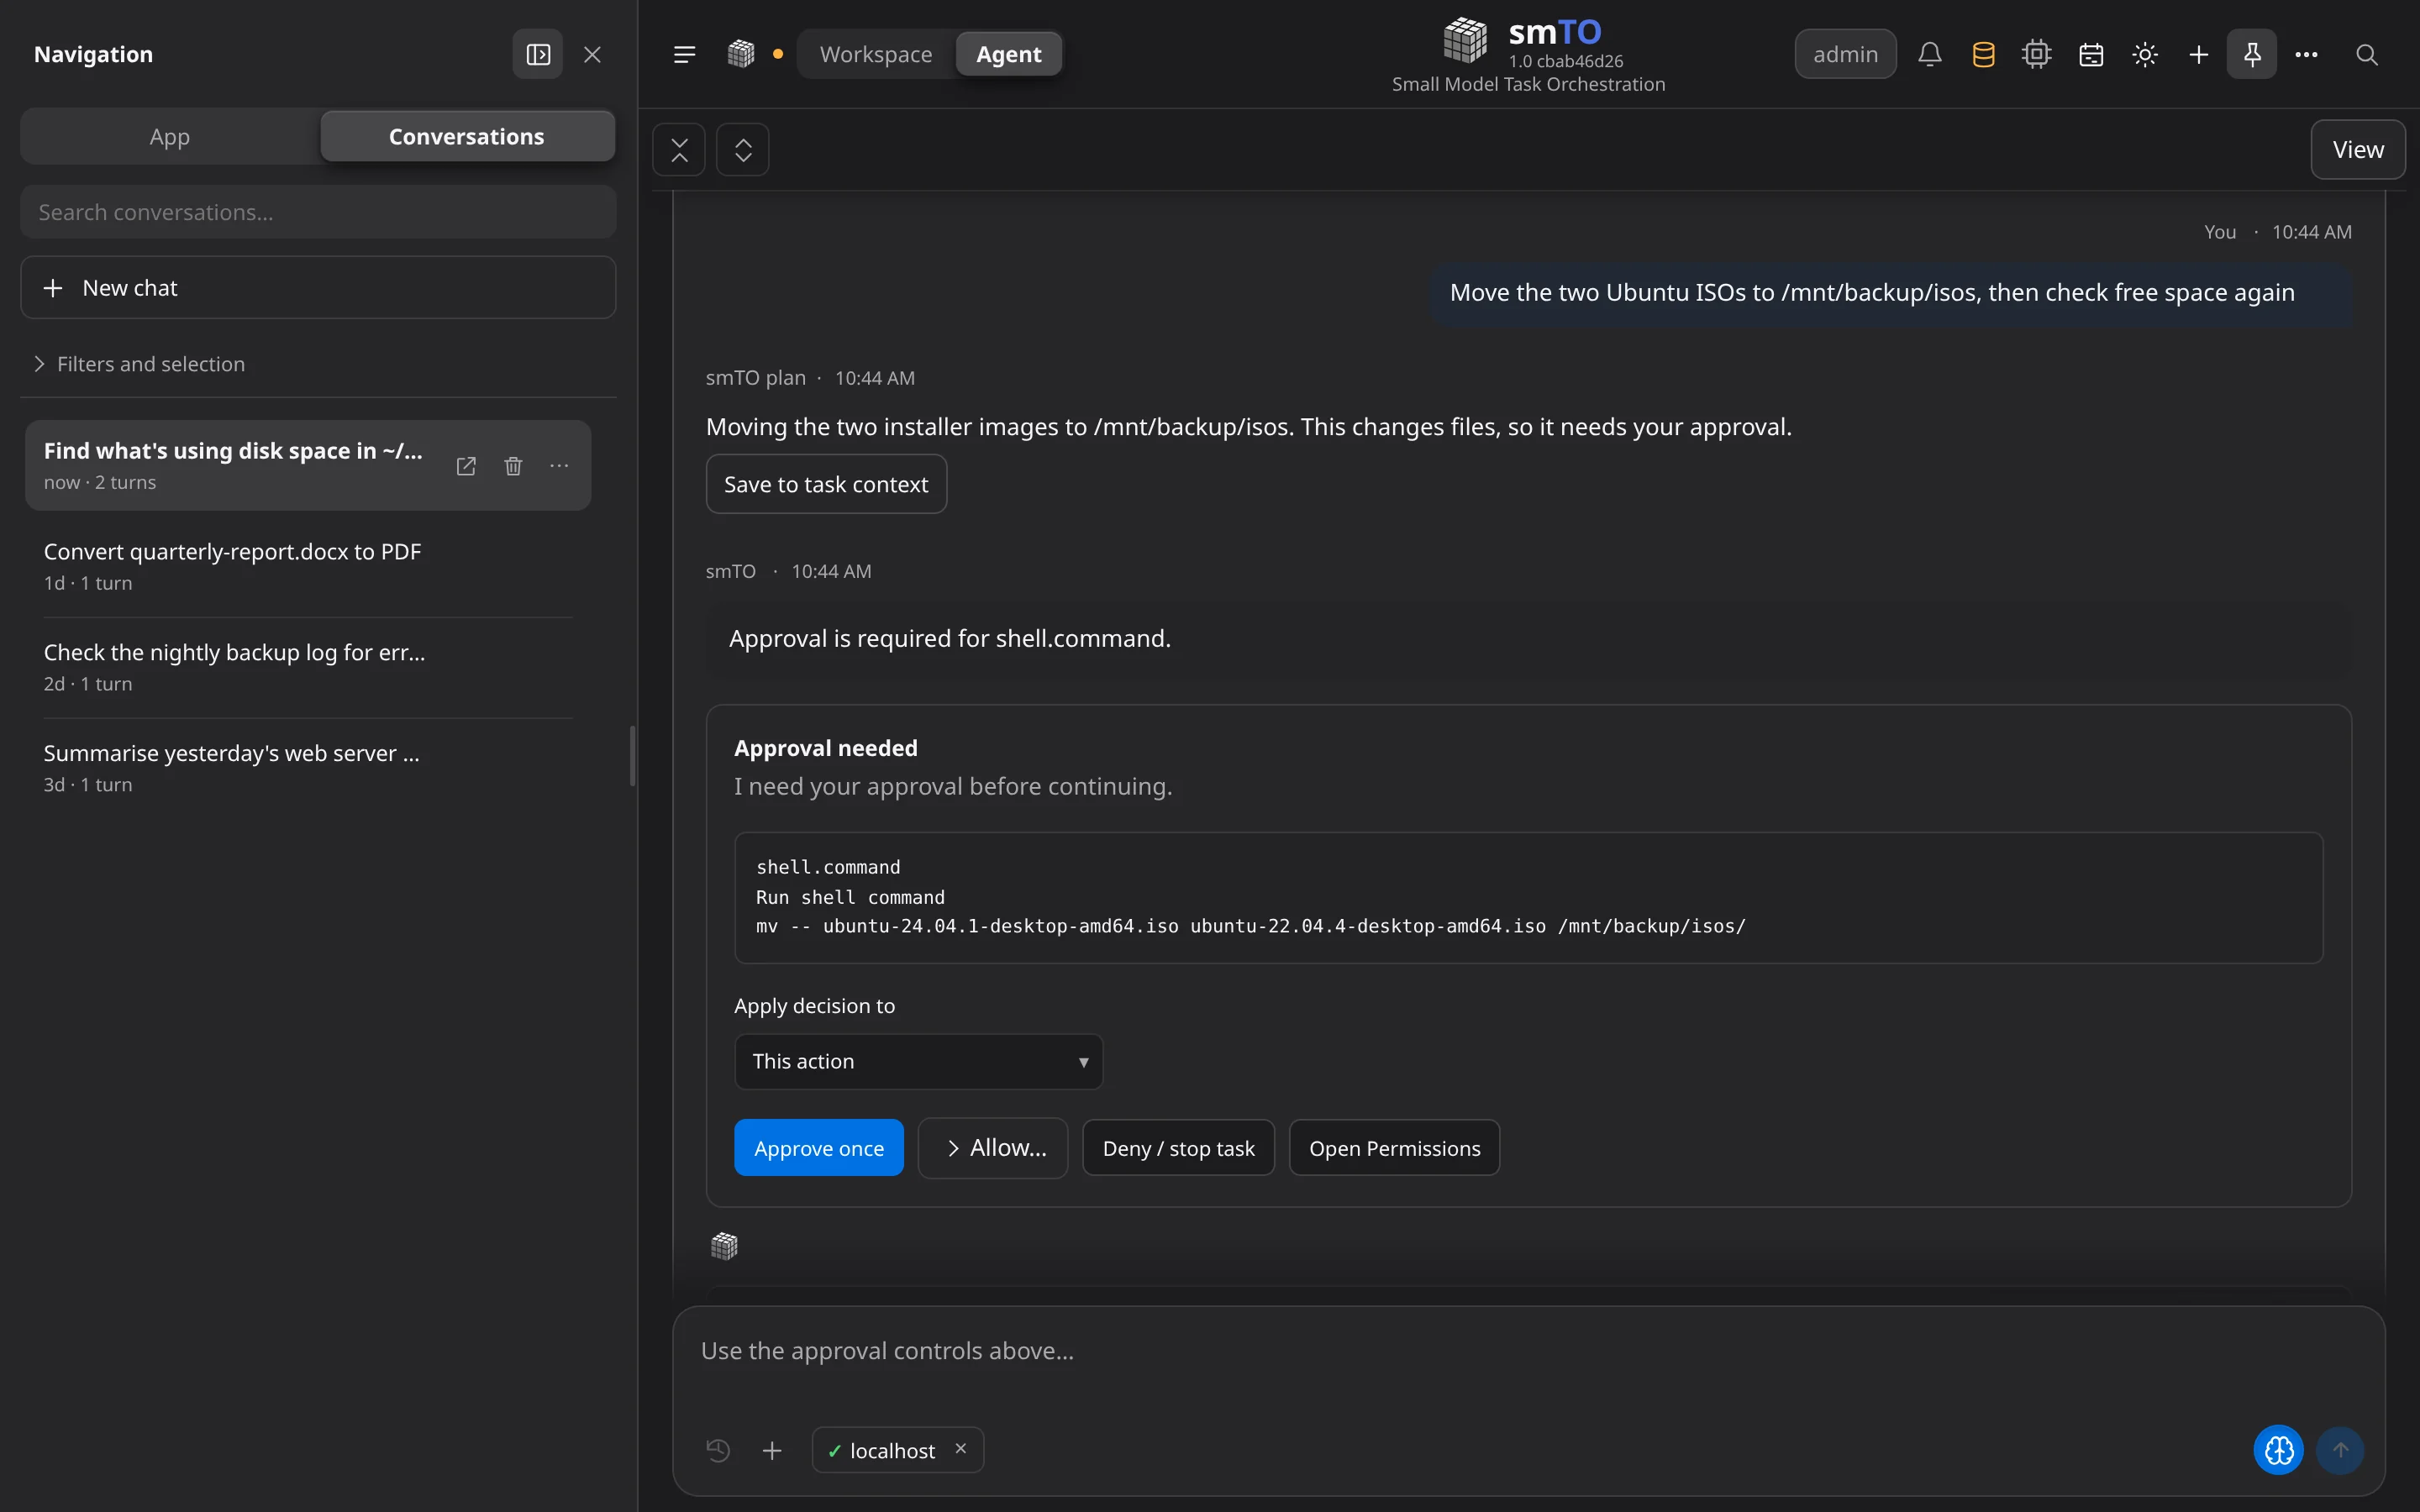 Navigation
App
Conversations
Search conversations...
New chat
Filters and selection
Find what's using disk space in ~/...
now · 2 turns
Convert quarterly-report.docx to PDF
1d · 1 turn
Check the nightly backup log for err...
2d · 1 turn
Summarise yesterday's web server ...
3d · 1 turn
Workspace
Agent
smTO
1.0 cbab46d26
Small Model Task Orchestration
admin
View
You · 10:44 AM
Move the two Ubuntu ISOs to /mnt/backup/isos, then check free space again
smTO plan · 10:44 AM
Moving the two installer images to /mnt/backup/isos. This changes files, so it needs your approval.
Save to task context
smTO · 10:44 AM
Approval is required for shell.command.
Approval needed
I need your approval before continuing.
shell.command
Run shell command
mv -- ubuntu-24.04.1-desktop-amd64.iso ubuntu-22.04.4-desktop-amd64.iso /mnt/backup/isos/
Apply decision to
This action
Approve once
Allow...
Deny / stop task
Open Permissions
Use the approval controls above...
✓ localhost ×